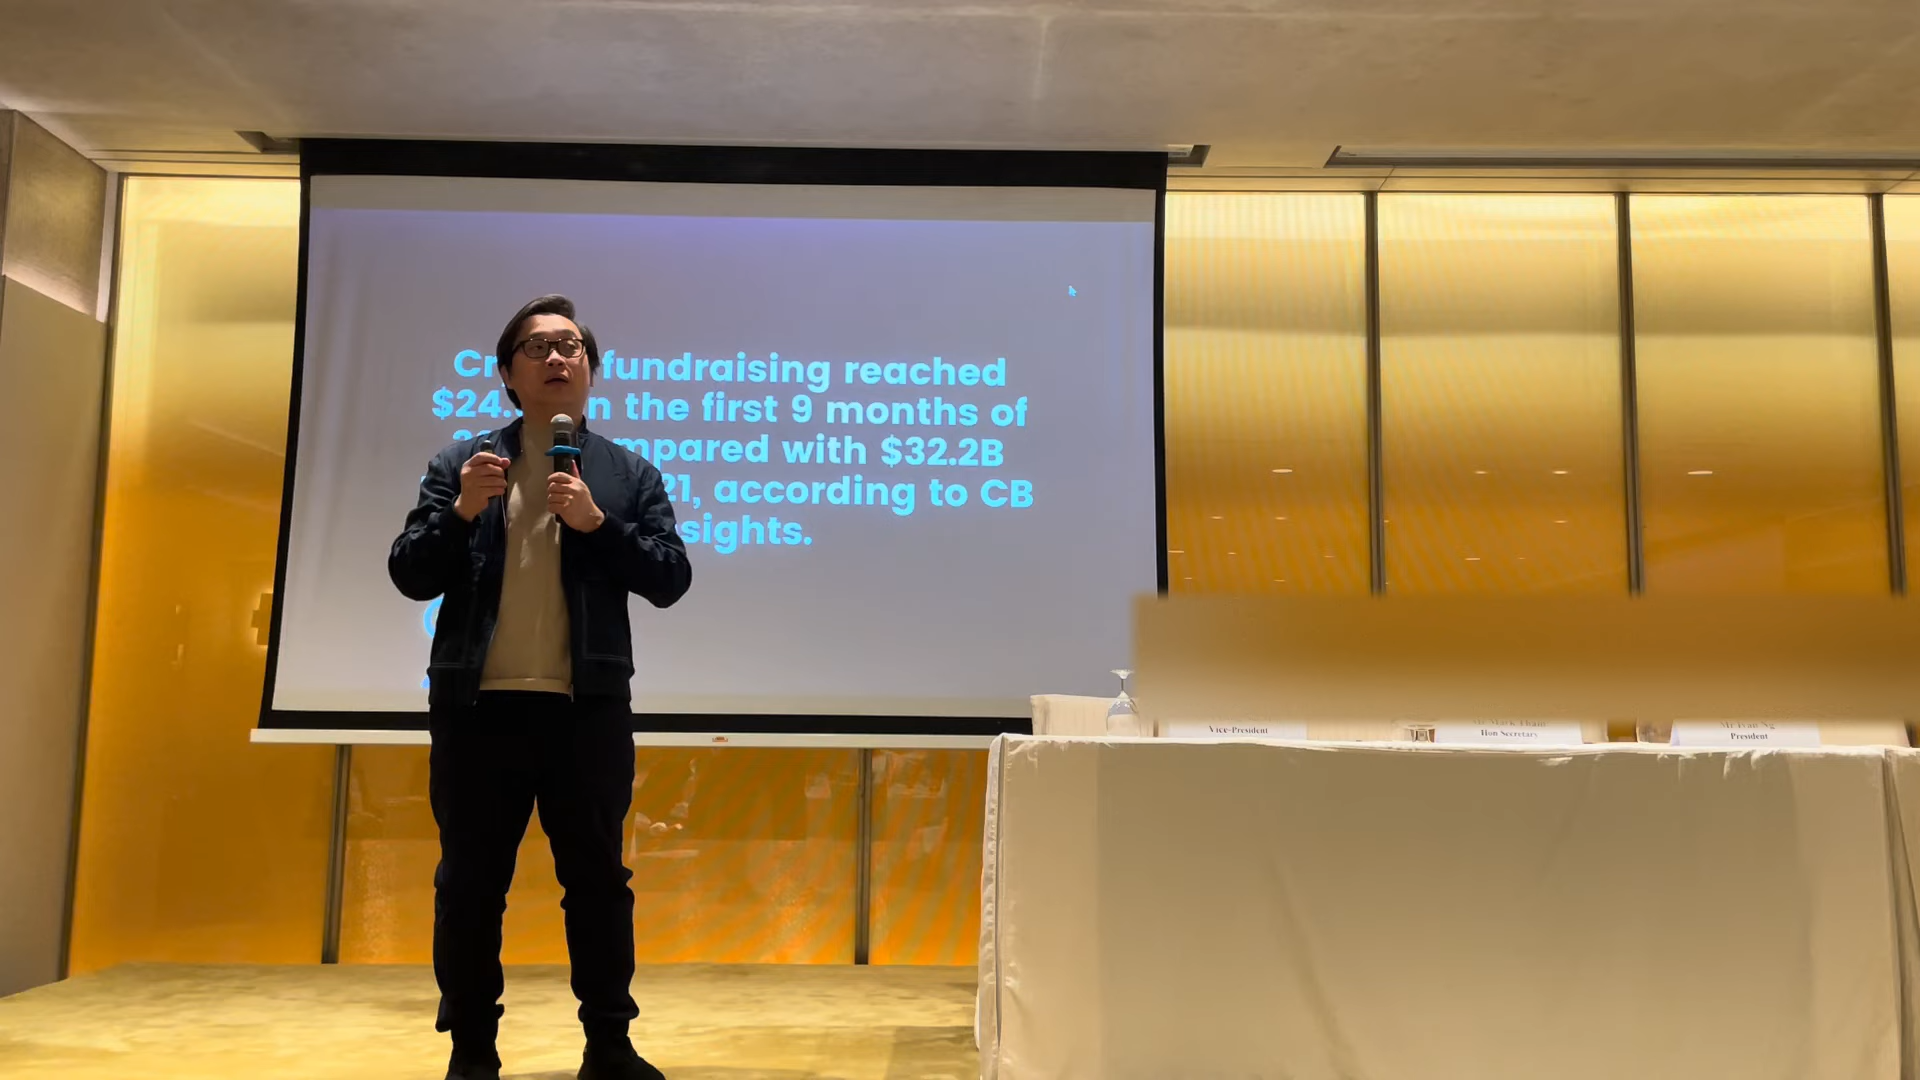 fundraising reached
$24. n the first 9 months of
mpared with $32.2B
21, according to CB
sights.
Vice-President
Hon Secretary
President